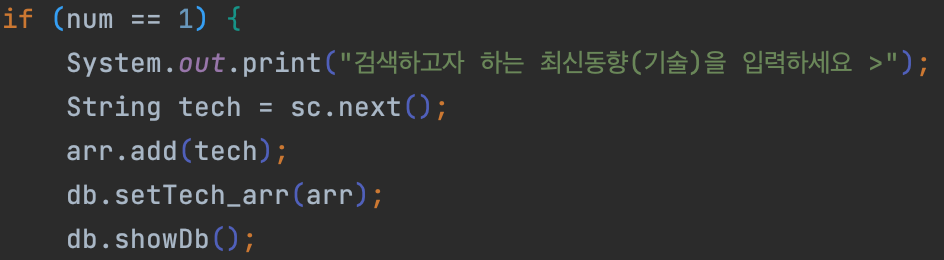 if (num == 1) {
System.out.print("검색하고자 하는 최신동향(기술)을 입력하세요 >");
String tech = sc.next();
arr.add(tech);
db.setTech_arr(arr);
db.showDb();